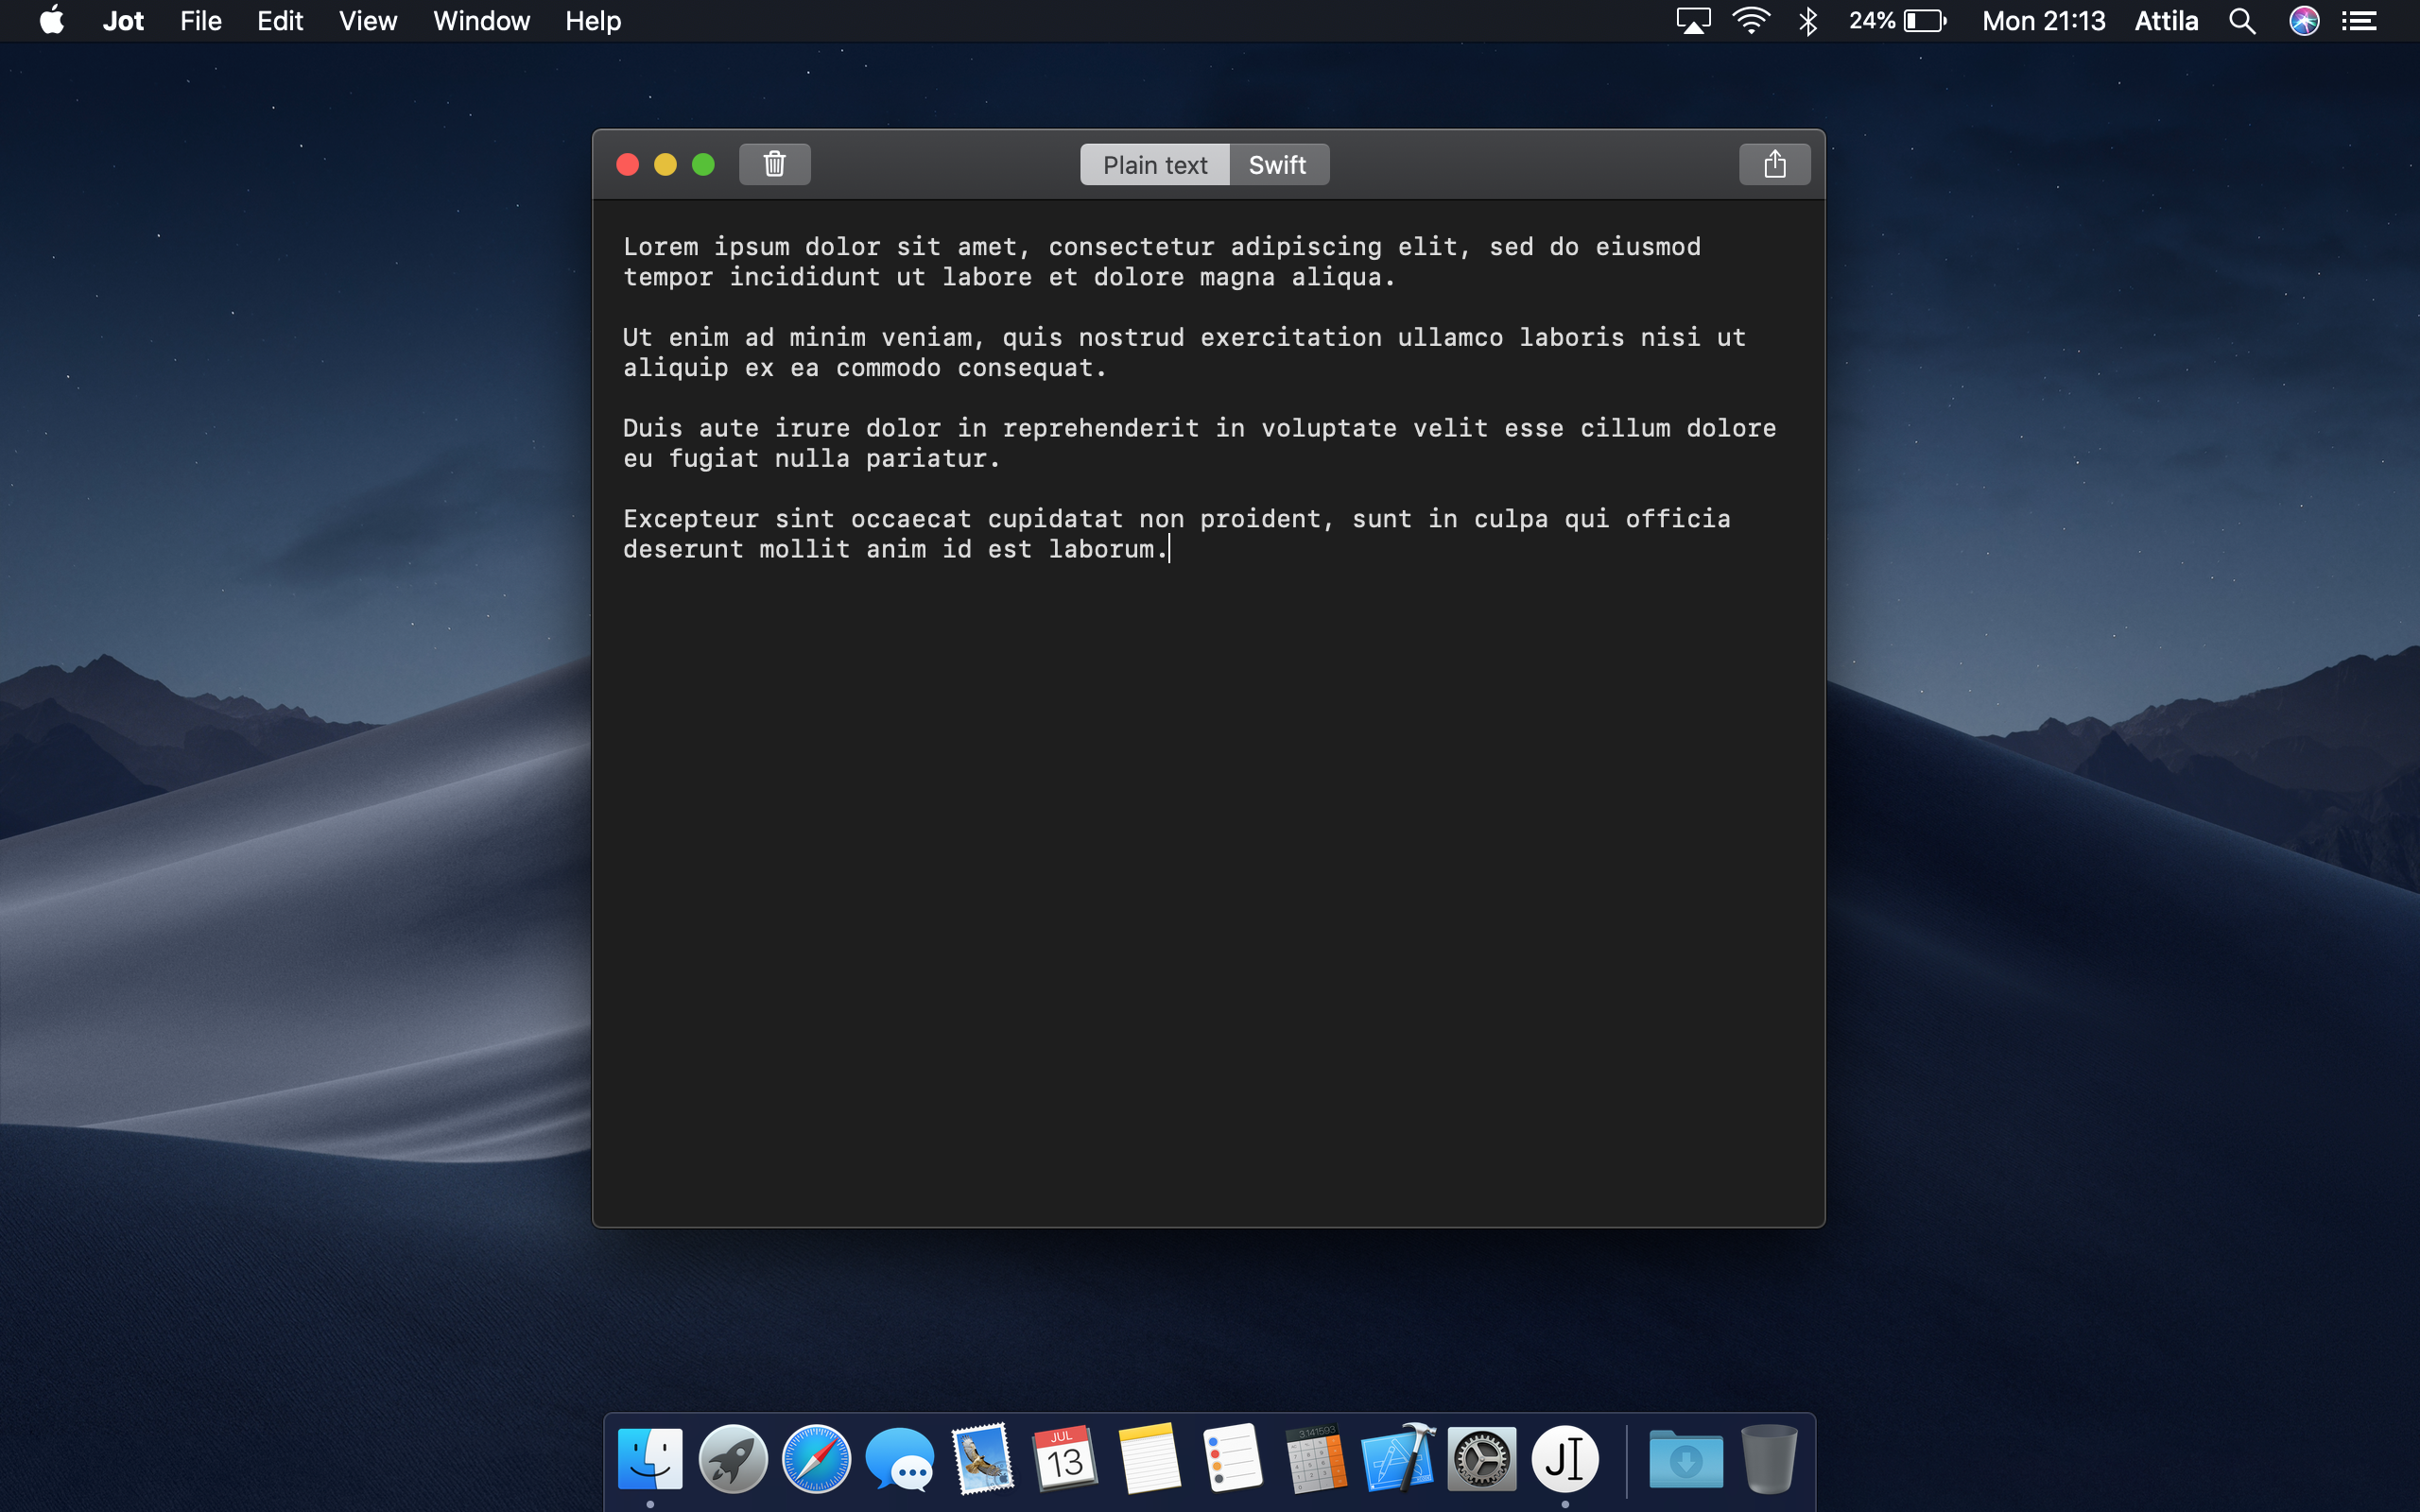 Jot File Edit View Window Help 24% Mon 21:13 Attila
Plain text Swift
Lorem ipsum dolor sit amet, consectetur adipiscing elit, sed do eiusmod
tempor incididunt ut labore et dolore magna aliqua.
Ut enim ad minim veniam, quis nostrud exercitation ullamco laboris nisi ut
aliquip ex ea commodo consequat.
Duis aute irure dolor in reprehenderit in voluptate velit esse cillum dolore
eu fugiat nulla pariatur.
Excepteur sint occaecat cupidatat non proident, sunt in culpa qui officia
deserunt mollit anim id est laborum.
JUL
13
3.141593
J